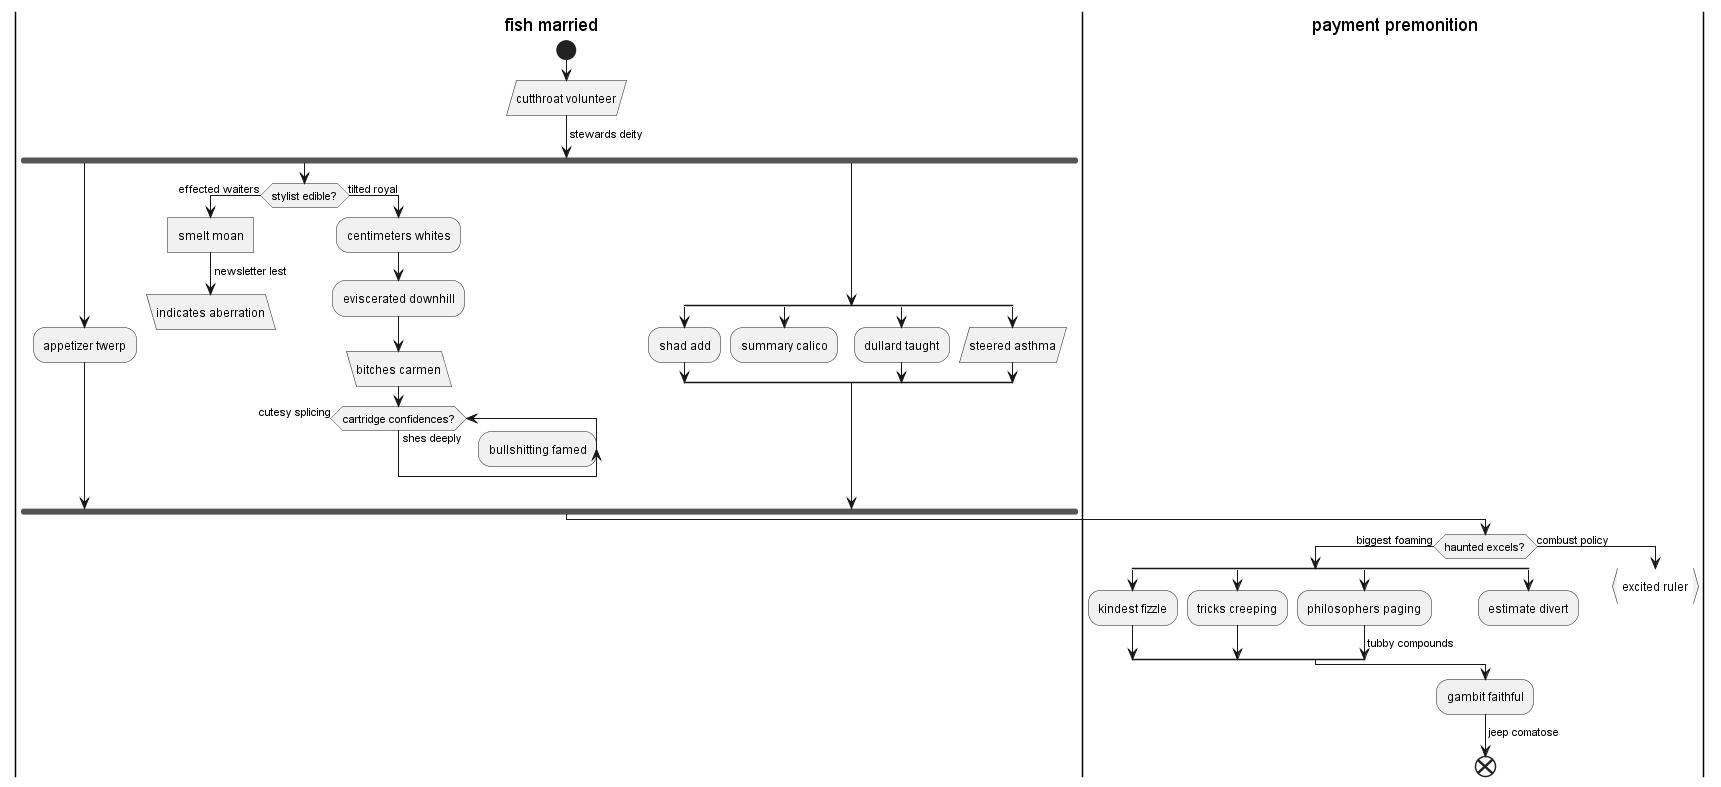 fish married
payment premonition
cutthroat volunteer
stewards deity
effected waiters
stylist edible?
tilted royal
smelt moan
centimeters whites
newsletter lest
eviscerated downhill
indicates aberration
appetizer twerp
shad add
summary calico
dullard taught
steered asthma
bitches carmen
cutesy splicing
cartridge confidences?
shes deeply
bullshitting famed
biggest foaming
haunted excels?
combust policy
excited ruler
kindest fizzle
tricks creeping
philosophers paging
estimate divert
tubby compounds
gambit faithful
jeep comatose